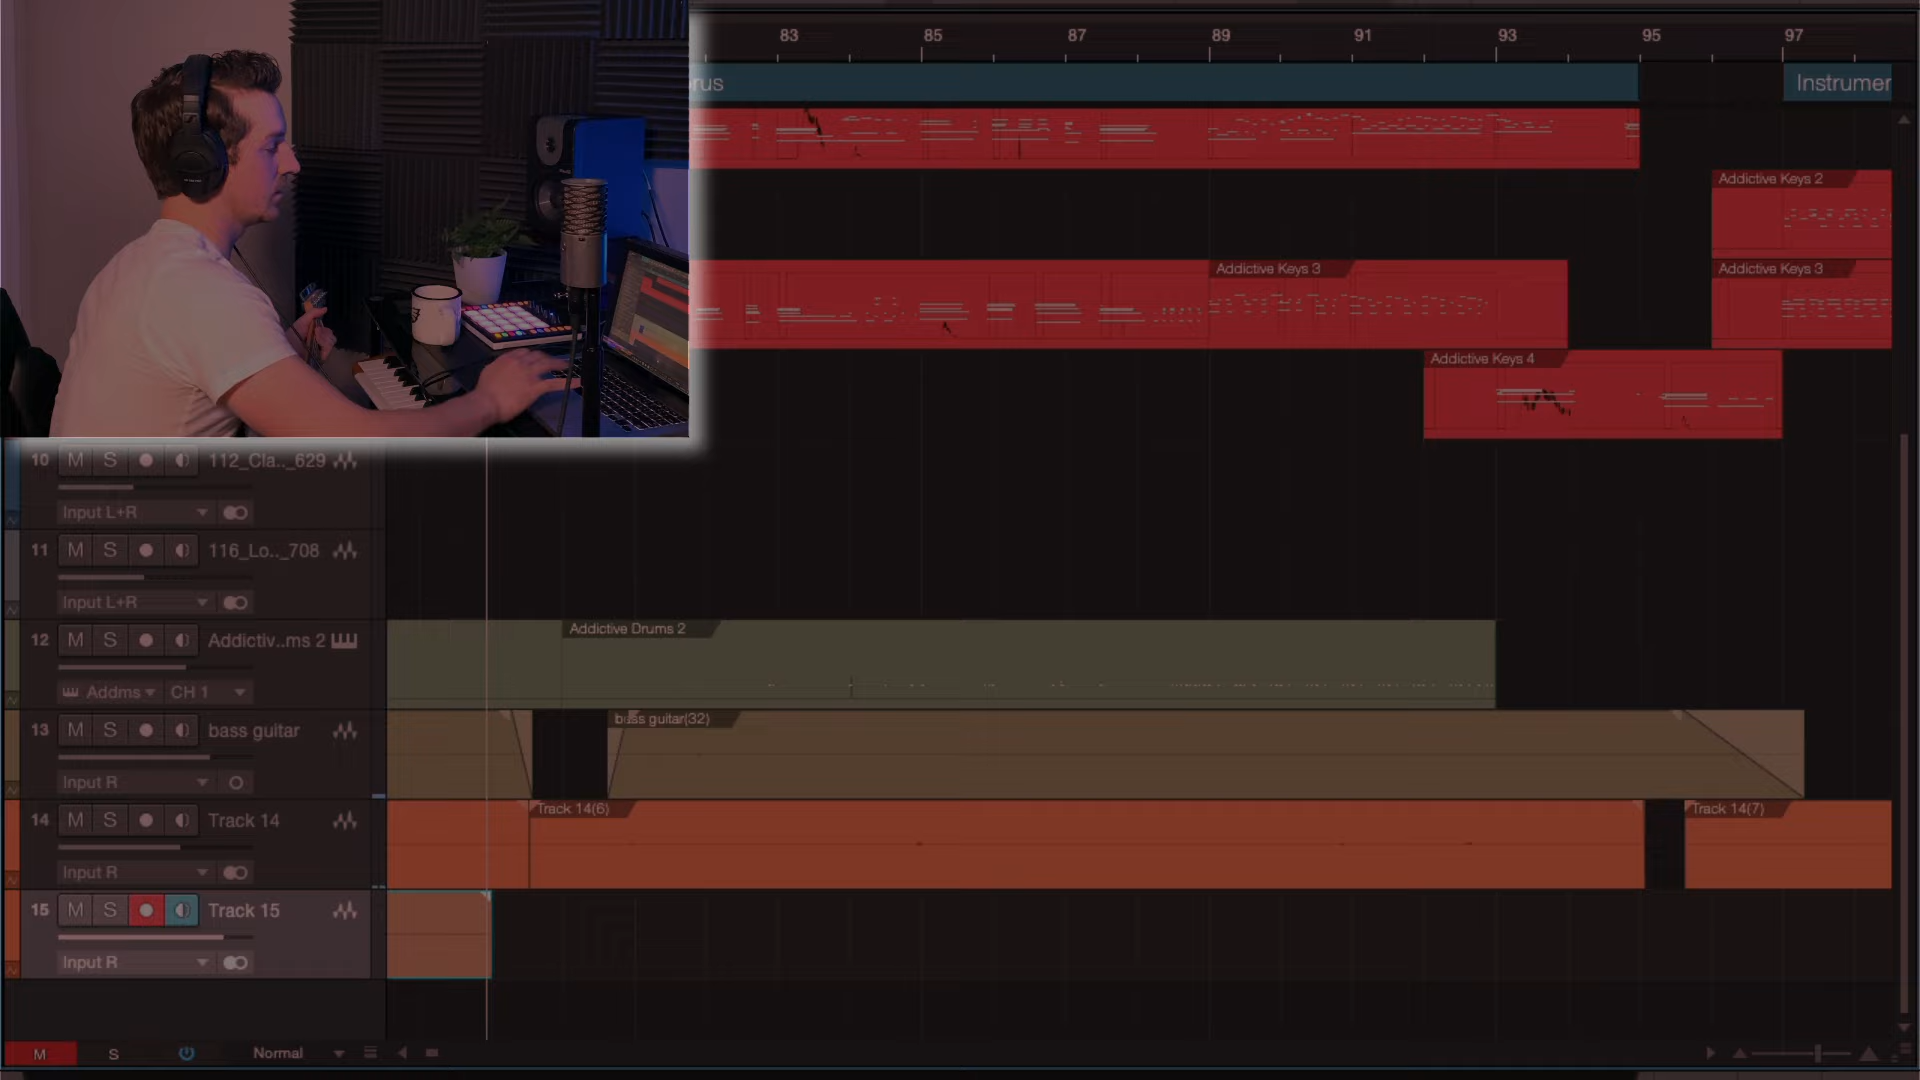 83 85 87 89 91 93 95 97
rus Instrumen
Addictive Keys 2
Addictive Keys 3 Addictive Keys 3
Addictive Keys 4
10 M S 112_Cla.._629
Input L+R
11 M S 116_Lo.._708
Input L+R
Addictive Drums 2
12 M S Addictiv..ms 2
Addms CH 1
bass guitar(32)
13 M S bass guitar
Input R
Track 14(6) Track 14(7)
14 M S Track 14
Input R
15 M S Track 15
Input R
M S Normal